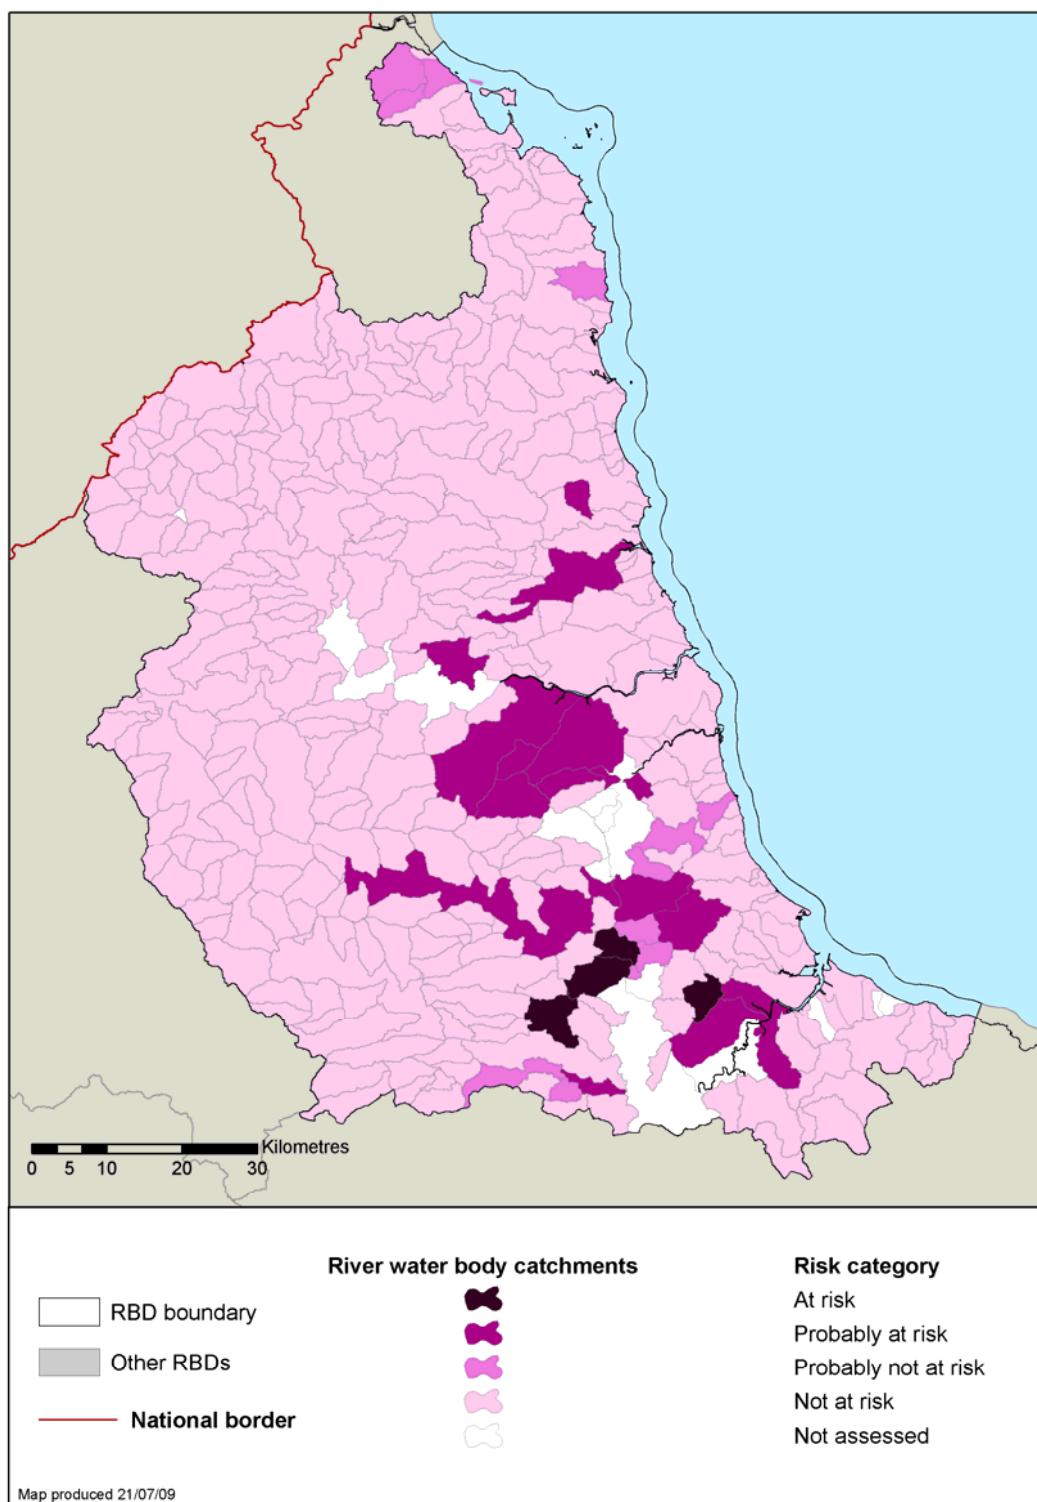 Kilometres
0 5 10 20 30
River water body catchments
Risk category
At risk
RBD boundary
Probably at risk
Other RBDs
Probably not at risk
Not at risk
National border
Not assessed
Map produced 21/07/09